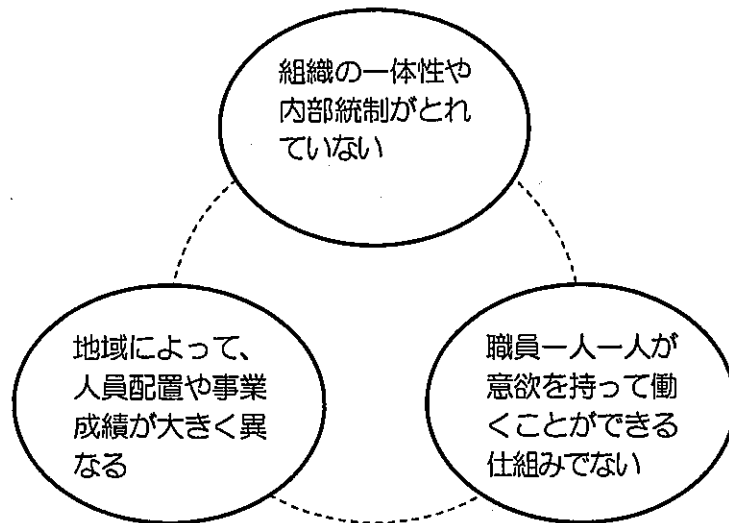 組織の一体性や
内部統制がとれ
ていない
地域によって、
人員配置や事業
成績が大きく異
なる
職員一人一人が
意欲を持って働
くことができる
仕組みでない